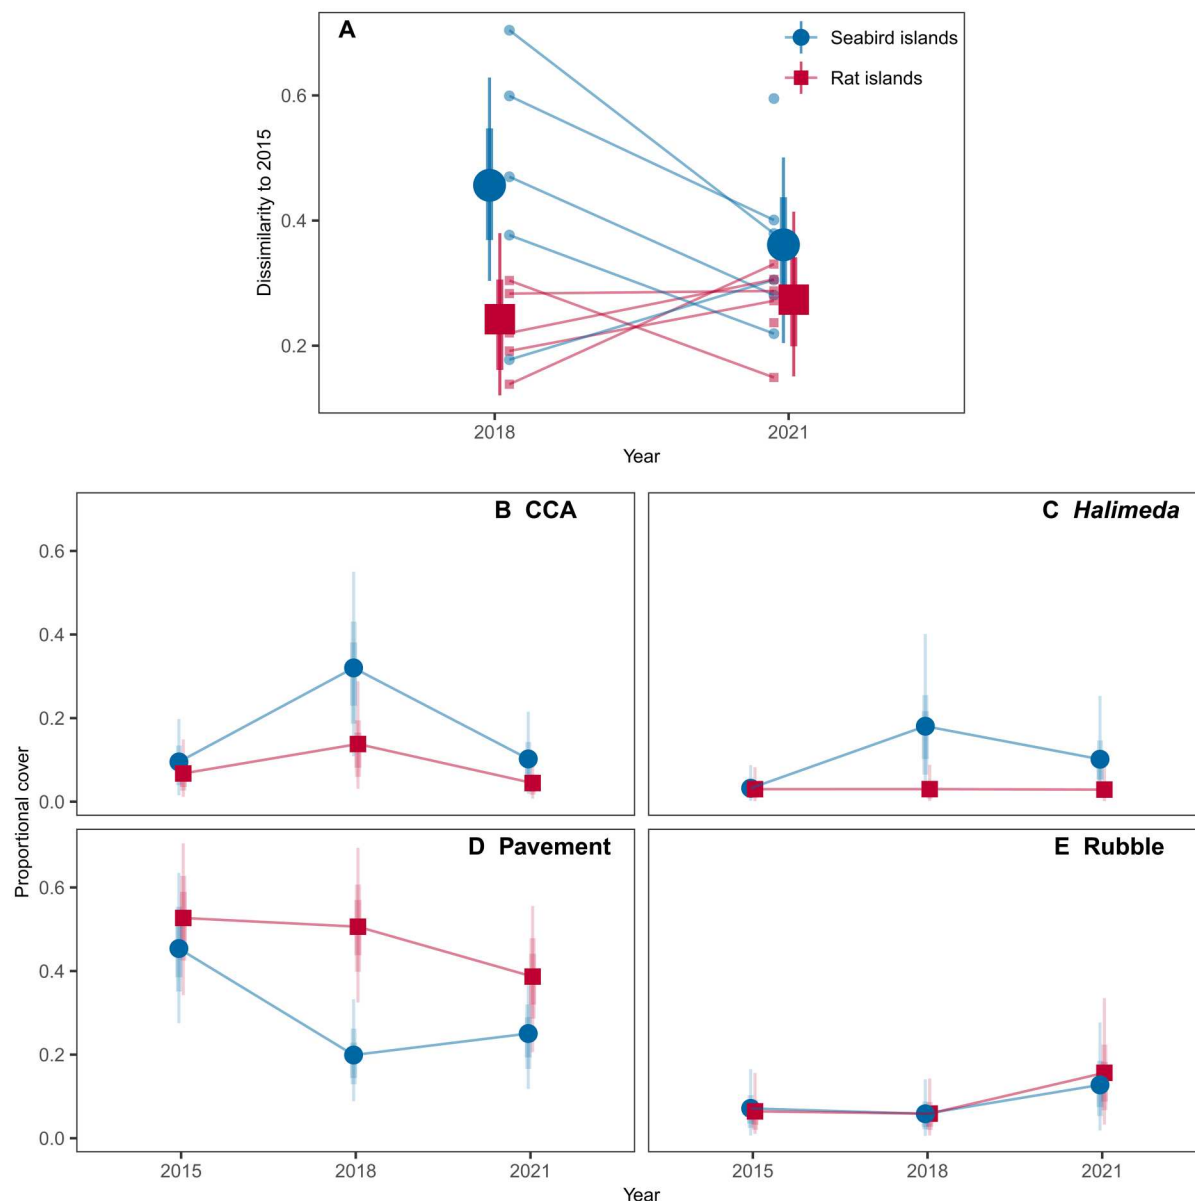 A
Seabird islands
Rat islands
Dissimilarity to 2015
0.6
0.4
0.2
2018 2021
Year
B CCA
C Halimeda
Proportional cover
0.6
0.4
0.2
0.0
D Pavement
E Rubble
0.6
0.4
0.2
0.0
2015 2018 2021 2015 2018 2021
Year